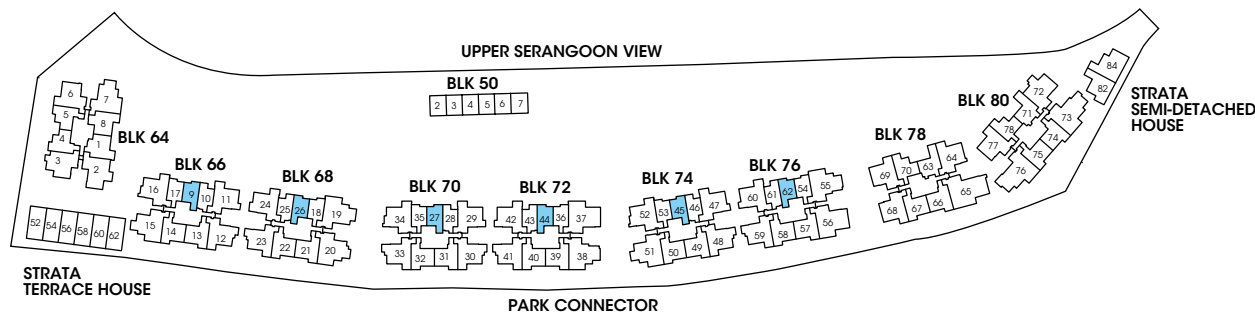 UPPER SERANGOON VIEW
BLK 50
2 3 4 5 6 7
BLK 64
6 7
5 8
4 1
3 2
BLK 66
16 17 9 10 11
15 14 13 12
BLK 68
24 25 26 18 19
23 22 21 20
BLK 70
34 35 27 28 29
33 32 31 30
BLK 72
42 43 44 36 37
41 40 39 38
BLK 74
52 53 45 46 47
51 50 49 48
BLK 76
60 61 62 54 55
59 58 57 56
BLK 78
69 70 63 64
68 67 66 65
BLK 80
72
71 73
78 74
77 75
76
84
82
STRATA
SEMI-DETACHED
HOUSE
52 54 56 58 60 62
STRATA
TERRACE HOUSE
PARK CONNECTOR